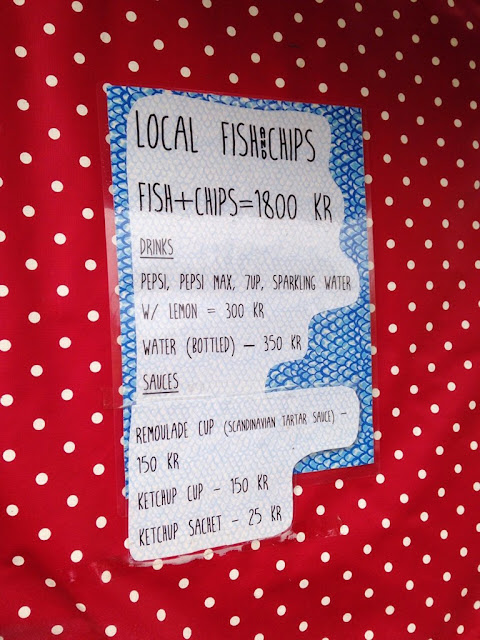 LOCAL FISH AND CHIPS
FISH+CHIPS=1800 KR
DRINKS
PEPSI, PEPSI MAX, 7UP, SPARKLING WATER
W/ LEMON = 300 KR
WATER (BOTTLED) – 350 KR
SAUCES
REMOULADE CUP (SCANDINAVIAN TARTAR SAUCE) –
150 KR
KETCHUP CUP – 150 KR
KETCHUP SACHET – 25 KR